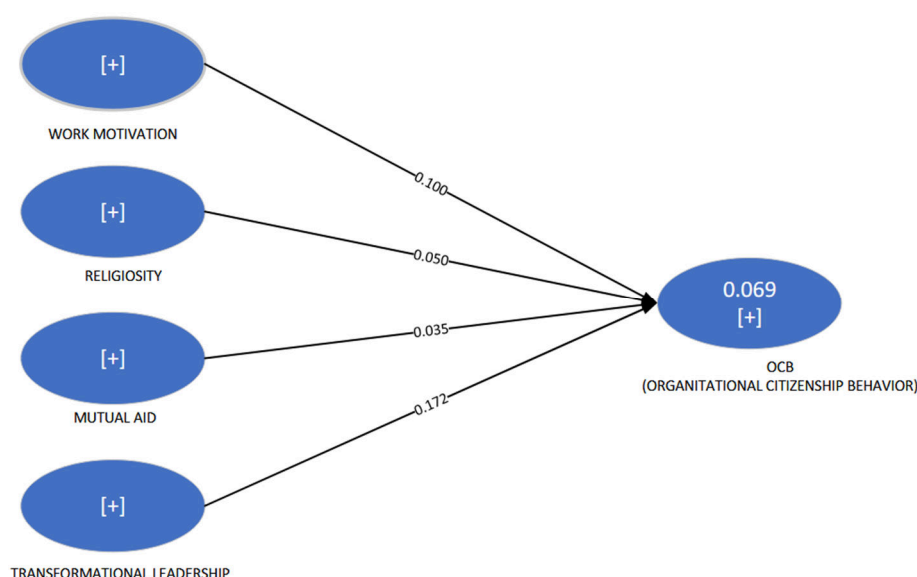 [+]
WORK MOTIVATION
0.100
[+]
RELIGIOSITY
0.050
[+]
MUTUAL AID
0.035
[+]
TRANSFORMATIONAL LEADERSHIP
0.172
0.069
[+]
OCB
(ORGANITATIONAL CITIZENSHIP BEHAVIOR)